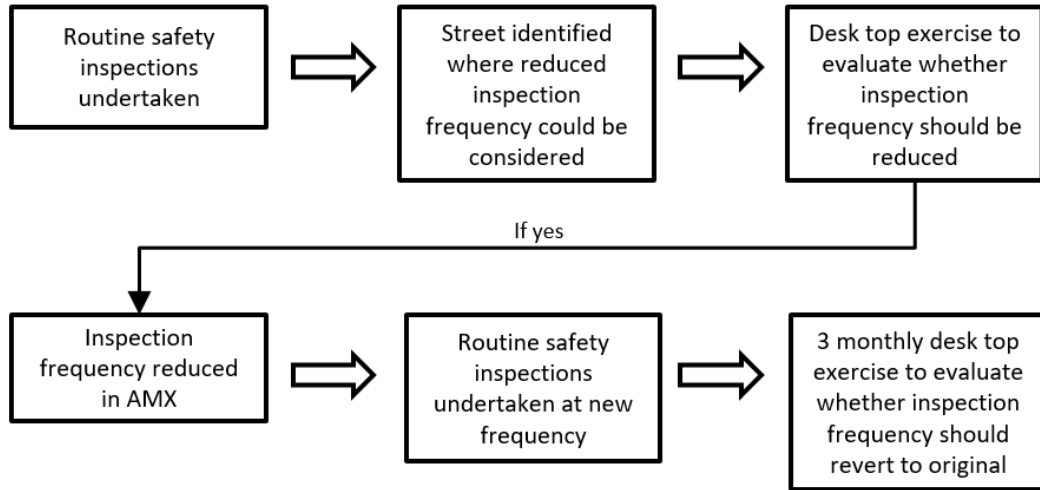 Routine safety
inspections
undertaken
Street identified
where reduced
inspection
frequency could be
considered
Desk top exercise to
evaluate whether
inspection
frequency should be
reduced
If yes
Inspection
frequency reduced
in AMX
Routine safety
inspections
undertaken at new
frequency
3 monthly desk top
exercise to evaluate
whether inspection
frequency should
revert to original